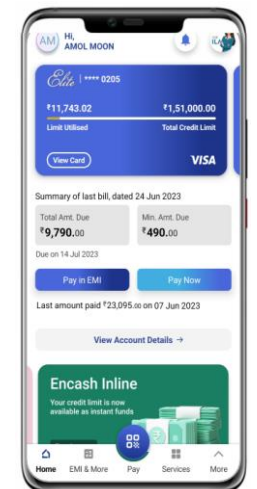 AM
HI,
AMOL MOON
Elite | **** 0205
₹11,743.02 ₹1,51,000.00
Limit Utilised Total Credit Limit
View Card VISA
Summary of last bill, dated 24 Jun 2023
Total Amt. Due Min. Amt. Due
₹9,790.00 ₹490.00
Due on 14 Jul 2023
Pay in EMI Pay Now
Last amount paid ₹23,095.00 on 07 Jun 2023
View Account Details →
Encash Inline
Your credit limit is now
available as instant funds
Home EMI & More Pay Services More